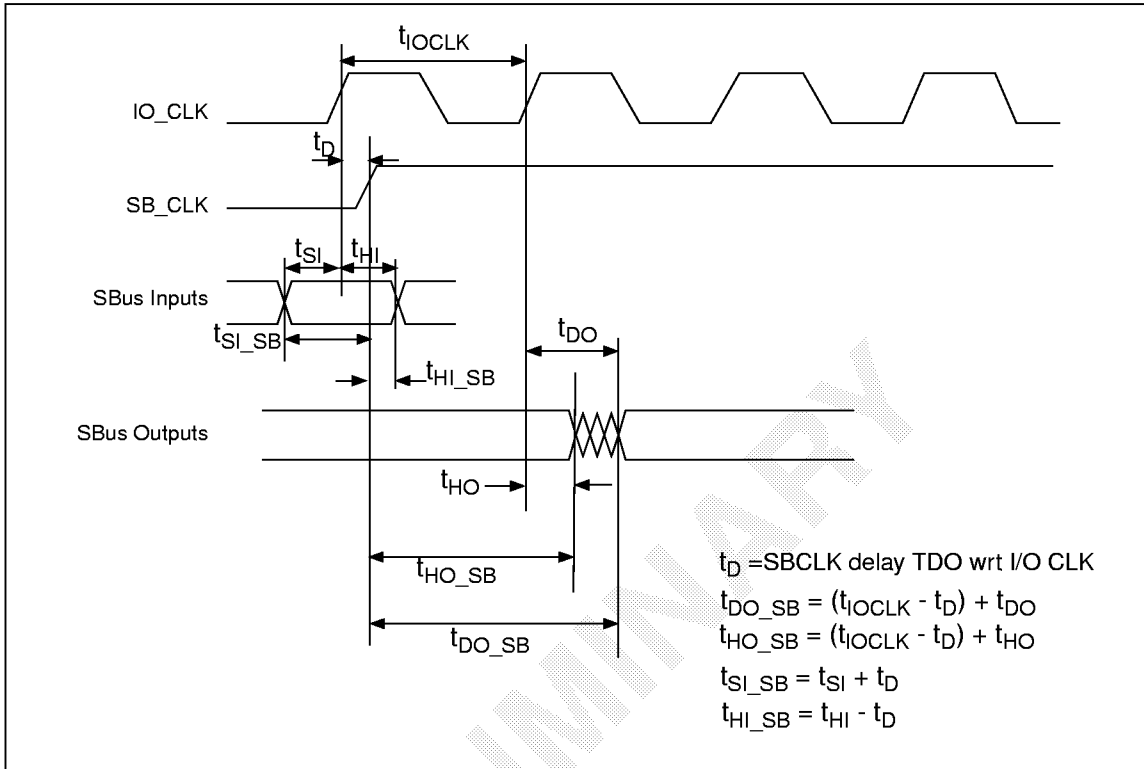 tIOCLK
IO_CLK
tD
SB_CLK
tSI
tHI
SBus Inputs
tSI_SB
tDO
tHI_SB
SBus Outputs
tHO
tHO_SB
tDO_SB
tD =SBCLK delay TDO wrt I/O CLK
tDO_SB = (tIOCLK - tD) + tDO
tHO_SB = (tIOCLK - tD) + tHO
tSI_SB = tSI + tD
tHI_SB = tHI - tD
IMINARY